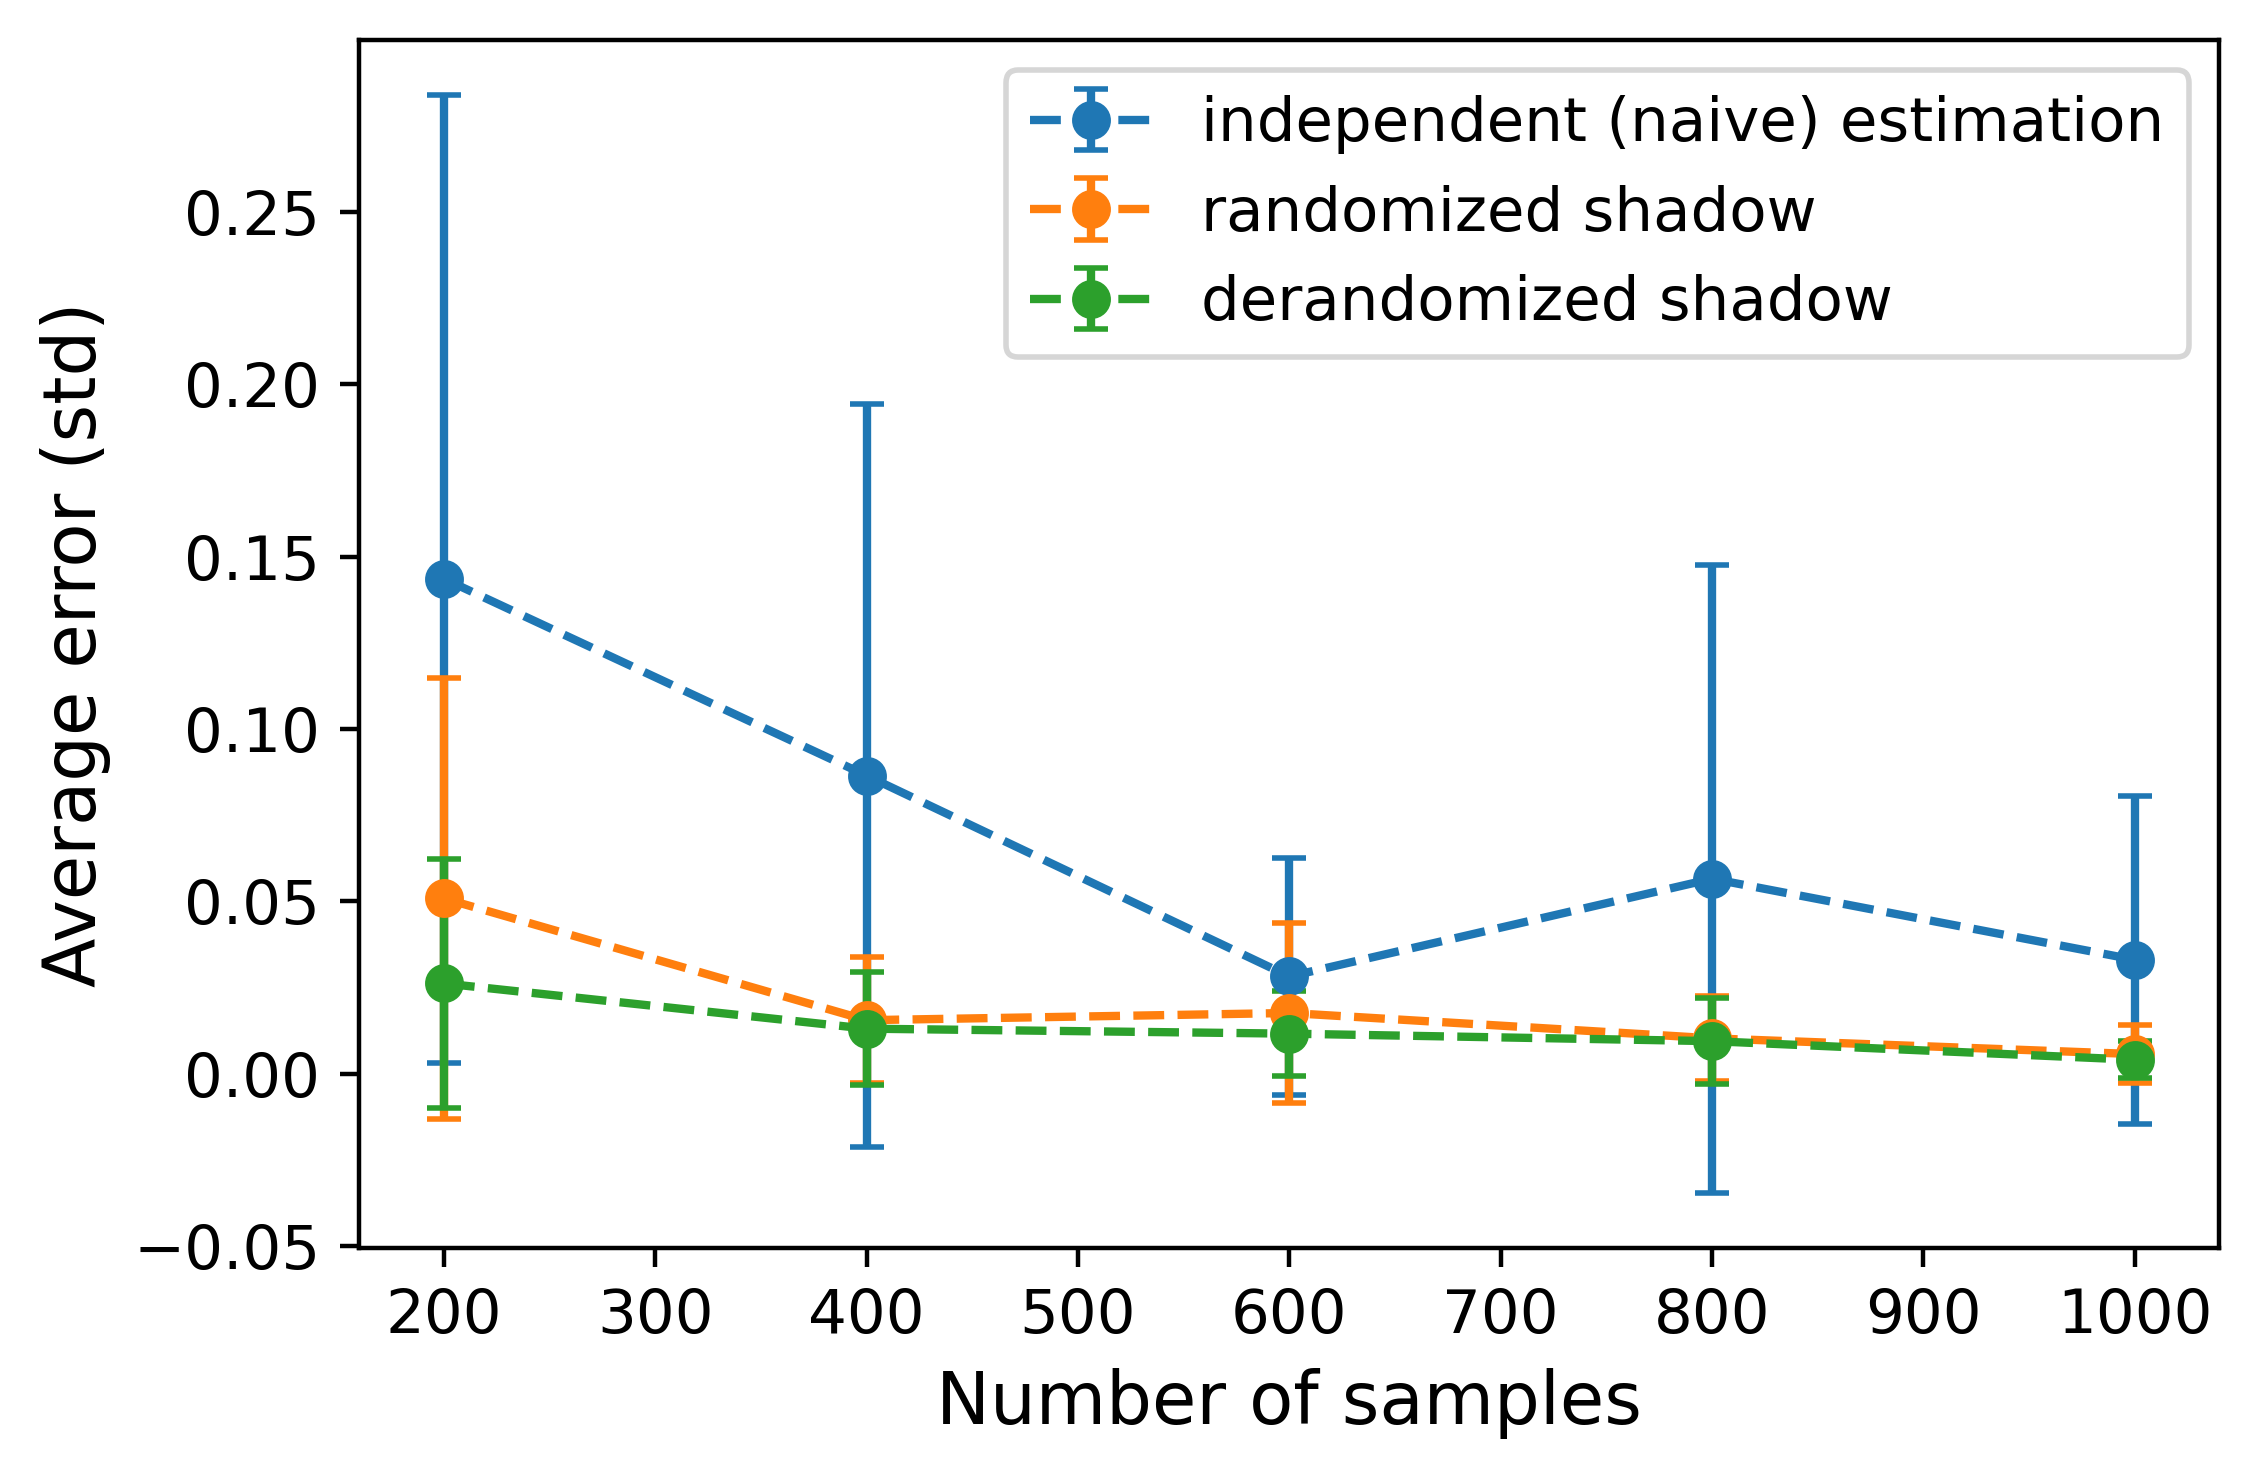 independent (naive) estimation
randomized shadow
derandomized shadow
Average error (std)
0.25
0.20
0.15
0.10
0.05
0.00
−0.05
200 300 400 500 600 700 800 900 1000
Number of samples